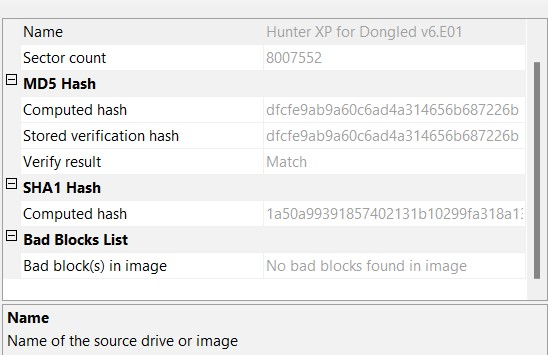 Name Hunter XP for Dongled v6.E01
Sector count 8007552
MD5 Hash
Computed hash dfcfe9ab9a60c6ad4a314656b687226b
Stored verification hash dfcfe9ab9a60c6ad4a314656b687226b
Verify result Match
SHA1 Hash
Computed hash 1a50a99391857402131b10299fa318a13
Bad Blocks List
Bad block(s) in image No bad blocks found in image
Name
Name of the source drive or image